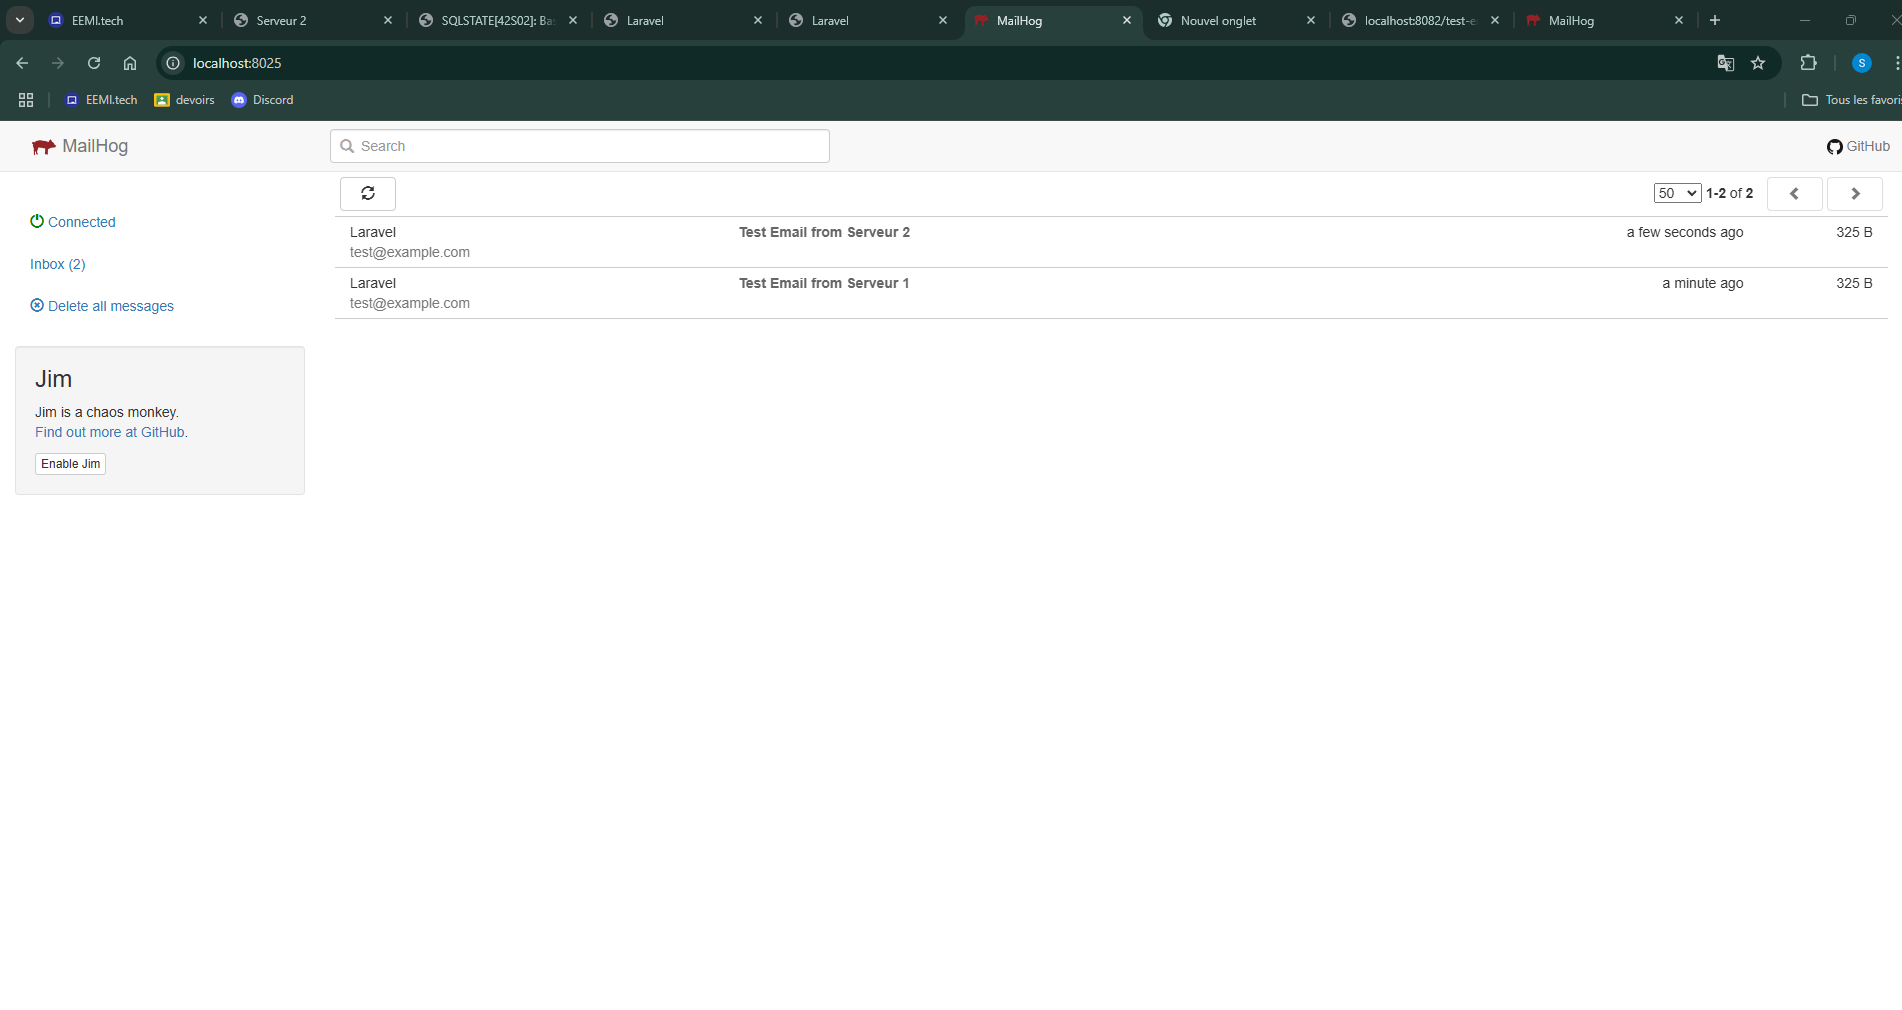 EEMI.tech
Serveur 2
SQLSTATE[42S02]: Ba
Laravel
Laravel
MailHog
Nouvel onglet
localhost:8082/test-e
MailHog
localhost:8025
S
EEMI.tech
devoirs
Discord
Tous les favoris
MailHog
Search
GitHub
50
1-2 of 2
Connected
Inbox (2)
Delete all messages
Laravel
test@example.com
Test Email from Serveur 2
a few seconds ago
325 B
Laravel
test@example.com
Test Email from Serveur 1
a minute ago
325 B
Jim
Jim is a chaos monkey.
Find out more at GitHub.
Enable Jim